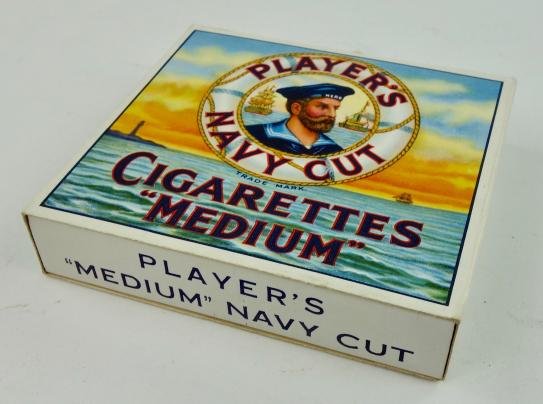 PLAYER'S
HERO
NAVY CUT
TRADE MARK
CIGARETTES
"MEDIUM"
PLAYER'S
"MEDIUM" NAVY CUT